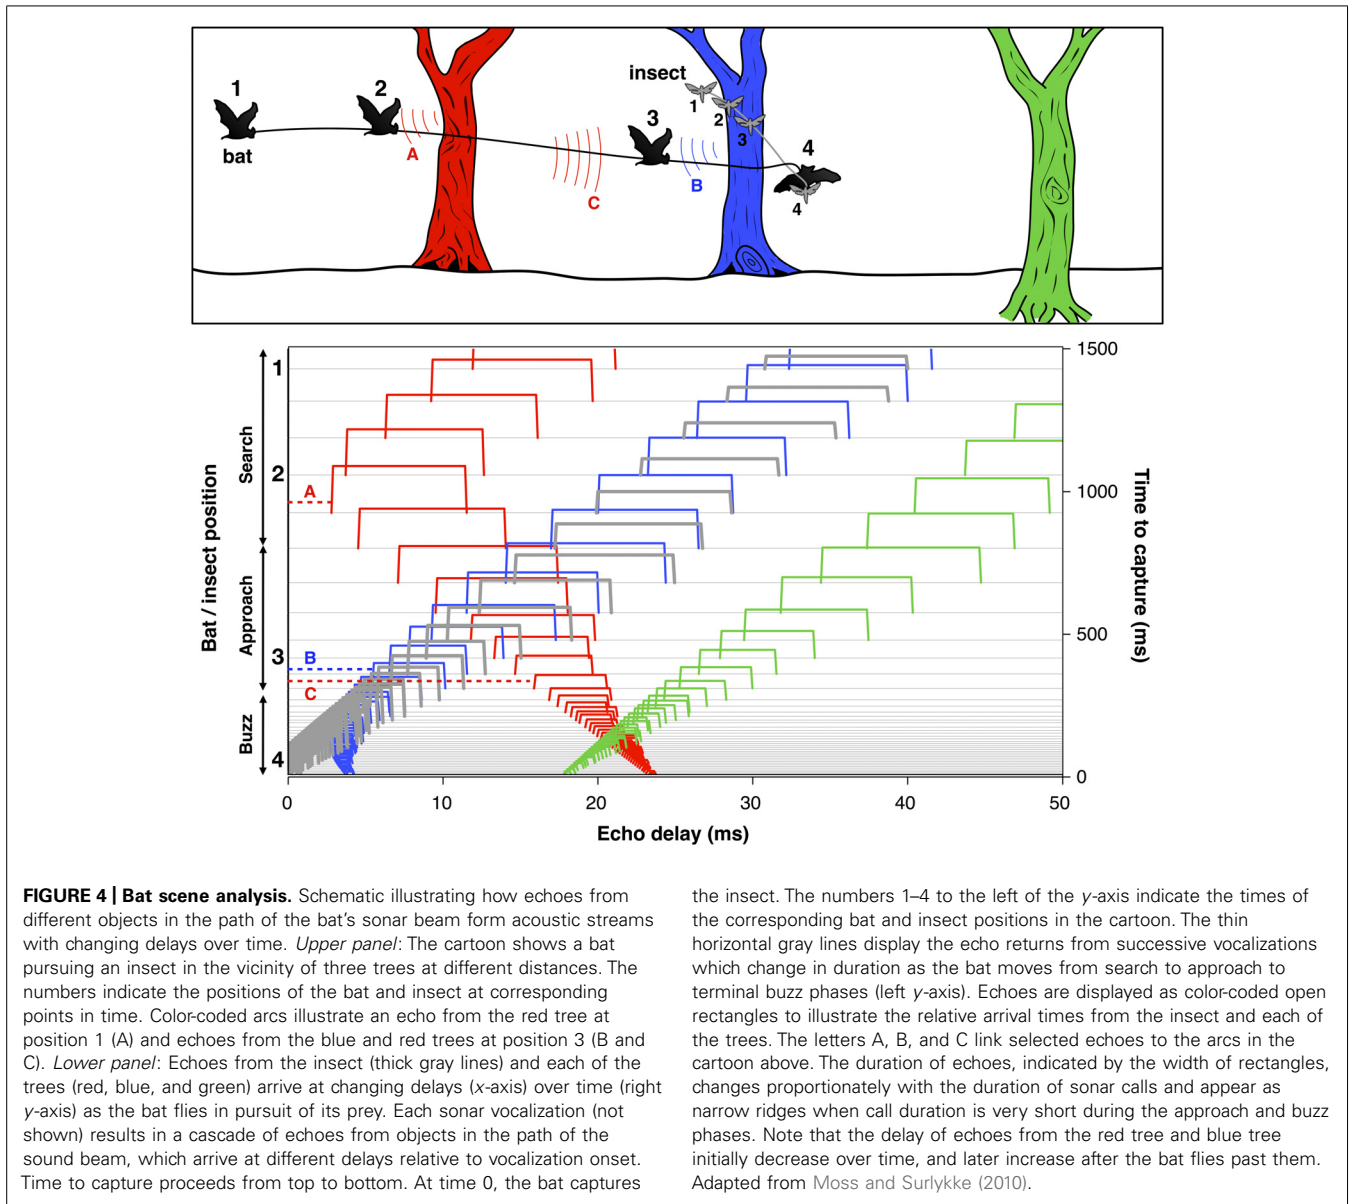 insect
1
2
3
4
1
2
3
4
bat
A
C
B
1
2
3
4
Search
Approach
Buzz
Bat / insect position
A
B
C
1500
1000
500
0
Time to capture (ms)
0
10
20
30
40
50
Echo delay (ms)
FIGURE 4 | Bat scene analysis. Schematic illustrating how echoes from
different objects in the path of the bat's sonar beam form acoustic streams
with changing delays over time. Upper panel: The cartoon shows a bat
pursuing an insect in the vicinity of three trees at different distances. The
numbers indicate the positions of the bat and insect at corresponding
points in time. Color-coded arcs illustrate an echo from the red tree at
position 1 (A) and echoes from the blue and red trees at position 3 (B and
C). Lower panel: Echoes from the insect (thick gray lines) and each of the
trees (red, blue, and green) arrive at changing delays (x-axis) over time (right
y-axis) as the bat flies in pursuit of its prey. Each sonar vocalization (not
shown) results in a cascade of echoes from objects in the path of the
sound beam, which arrive at different delays relative to vocalization onset.
Time to capture proceeds from top to bottom. At time 0, the bat captures
the insect. The numbers 1–4 to the left of the y-axis indicate the times of
the corresponding bat and insect positions in the cartoon. The thin
horizontal gray lines display the echo returns from successive vocalizations
which change in duration as the bat moves from search to approach to
terminal buzz phases (left y-axis). Echoes are displayed as color-coded open
rectangles to illustrate the relative arrival times from the insect and each of
the trees. The letters A, B, and C link selected echoes to the arcs in the
cartoon above. The duration of echoes, indicated by the width of rectangles,
changes proportionately with the duration of sonar calls and appear as
narrow ridges when call duration is very short during the approach and buzz
phases. Note that the delay of echoes from the red tree and blue tree
initially decrease over time, and later increase after the bat flies past them.
Adapted from Moss and Surlykke (2010).